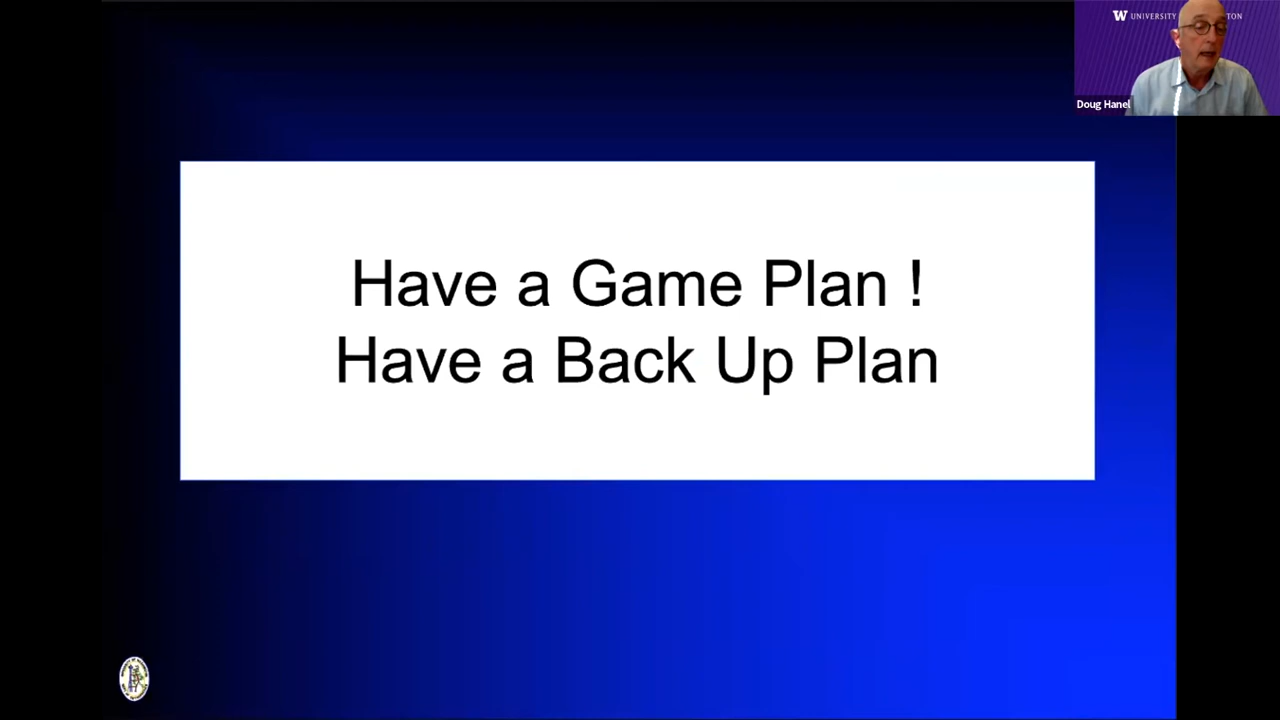 W UNIVERSITY TON
Doug Hanel
Have a Game Plan !
Have a Back Up Plan